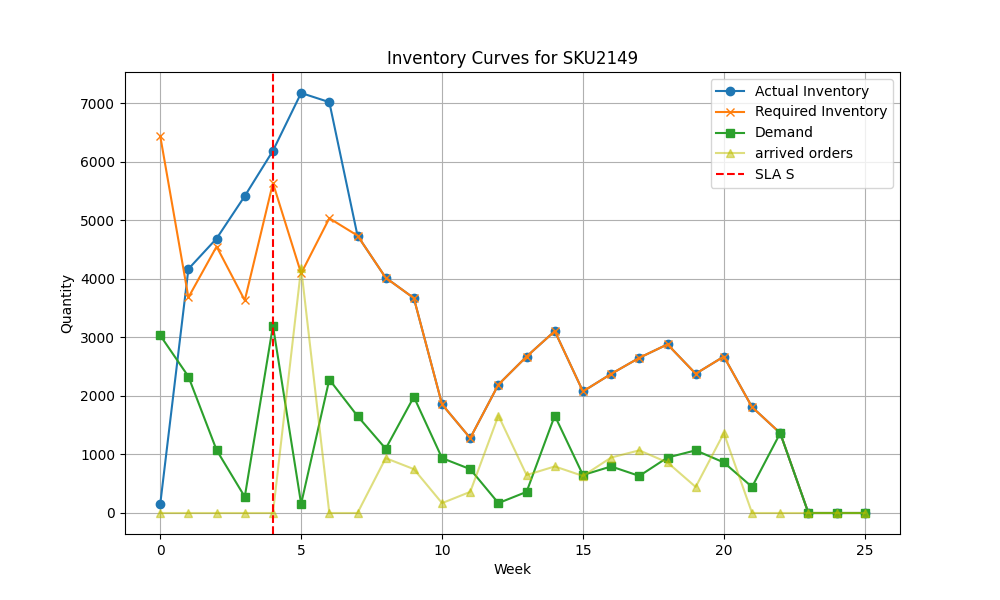 Inventory Curves for SKU2149
Actual Inventory
Required Inventory
Demand
arrived orders
SLA S
7000
6000
5000
4000
3000
2000
1000
0
Quantity
0 5 10 15 20 25
Week